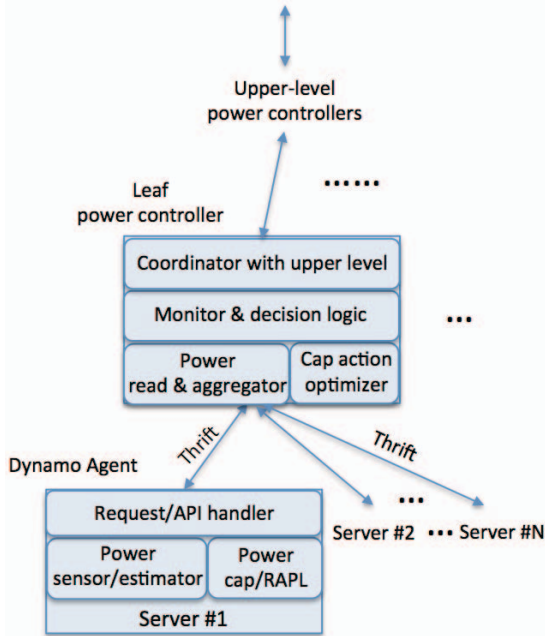 Upper-level
power controllers
......
Leaf
power controller
Coordinator with upper level
Monitor & decision logic
...
Power
read & aggregator
Cap action
optimizer
Thrift
Thrift
Dynamo Agent
Request/API handler
...
Server #2 ... Server #N
Power
sensor/estimator
Power
cap/RAPL
Server #1